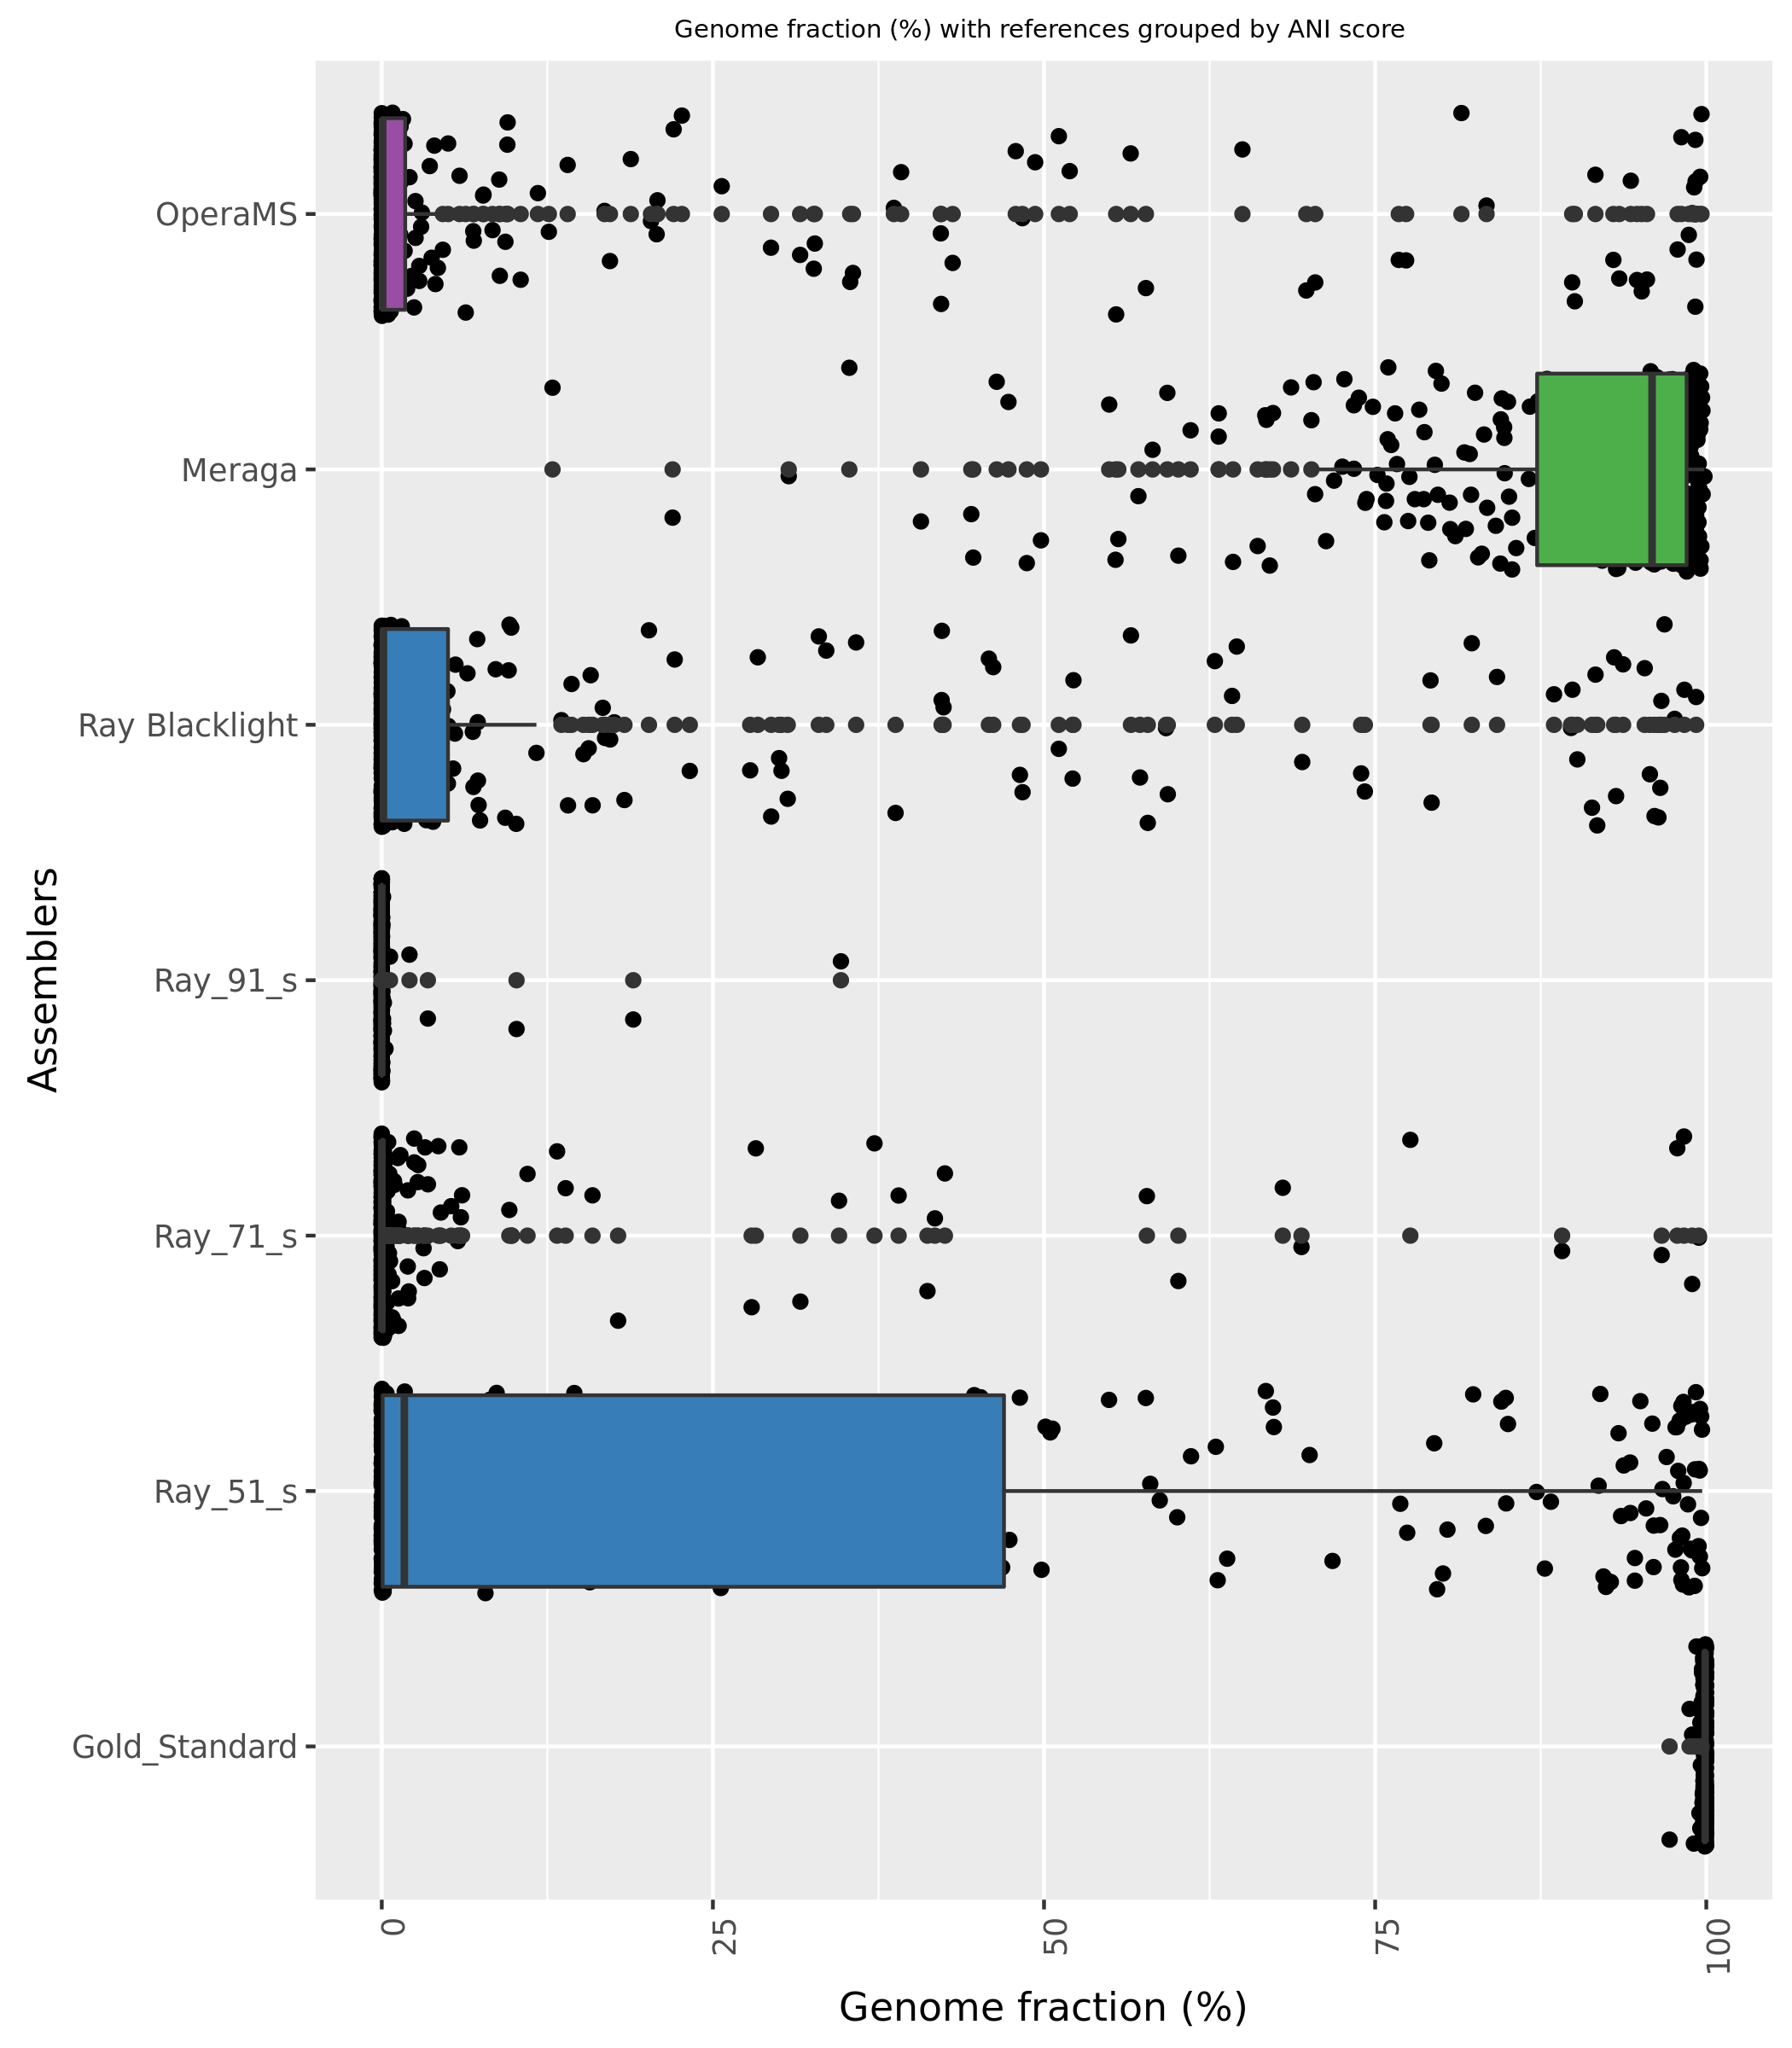 Genome fraction (%) with references grouped by ANI score
OperaMS
Meraga
Ray Blacklight
Ray_91_s
Ray_71_s
Ray_51_s
Gold_Standard
Assemblers
0
25
50
75
100
Genome fraction (%)